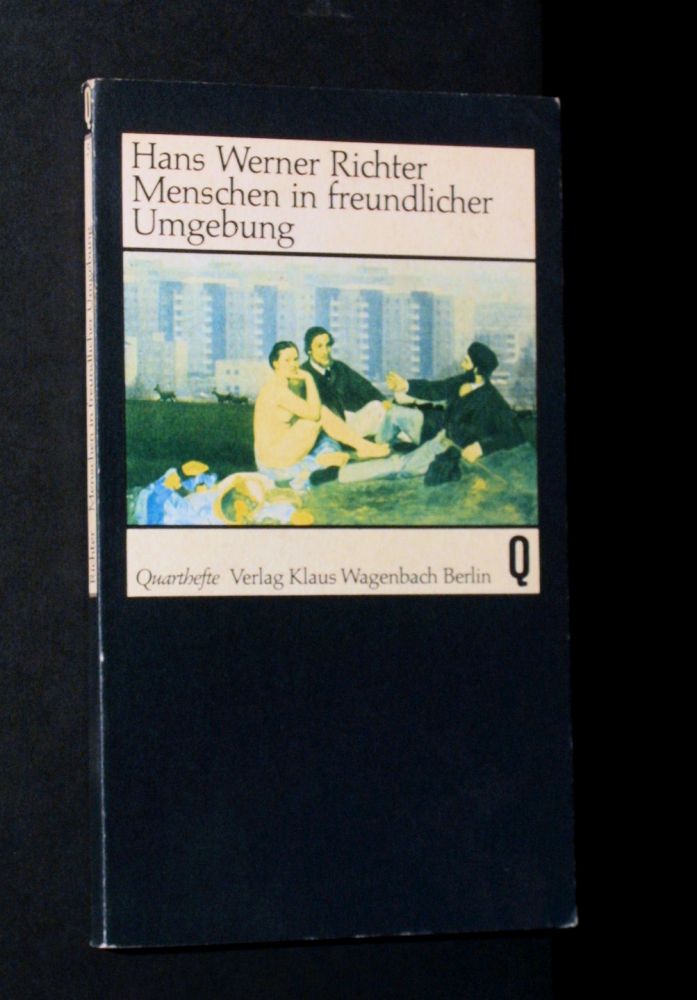 Hans Werner Richter
Menschen in freundlicher
Umgebung
Quarthefte Verlag Klaus Wagenbach Berlin
Q
Q
Richter Menschen in freundlicher Umgebung